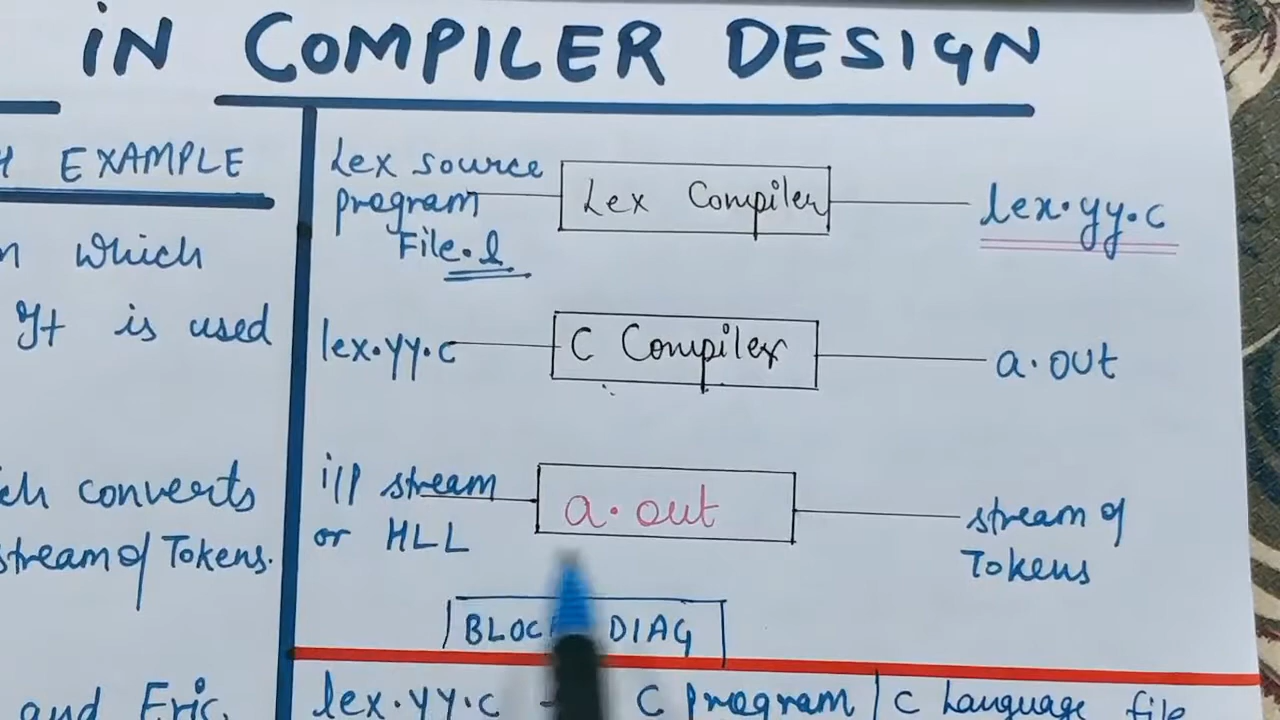 iN COMPILER DESIGN
EXAMPLE
which
It is used
converts
stream of Tokens.
and Eric.
Lex source
program
File.l
Lex Compiler
lex.yy.c
lex.yy.c
C Compiler
a.out
i/p stream
or HLL
a.out
stream of
Tokens
BLOC DIAG
lex.yy.c - C program / C Language file